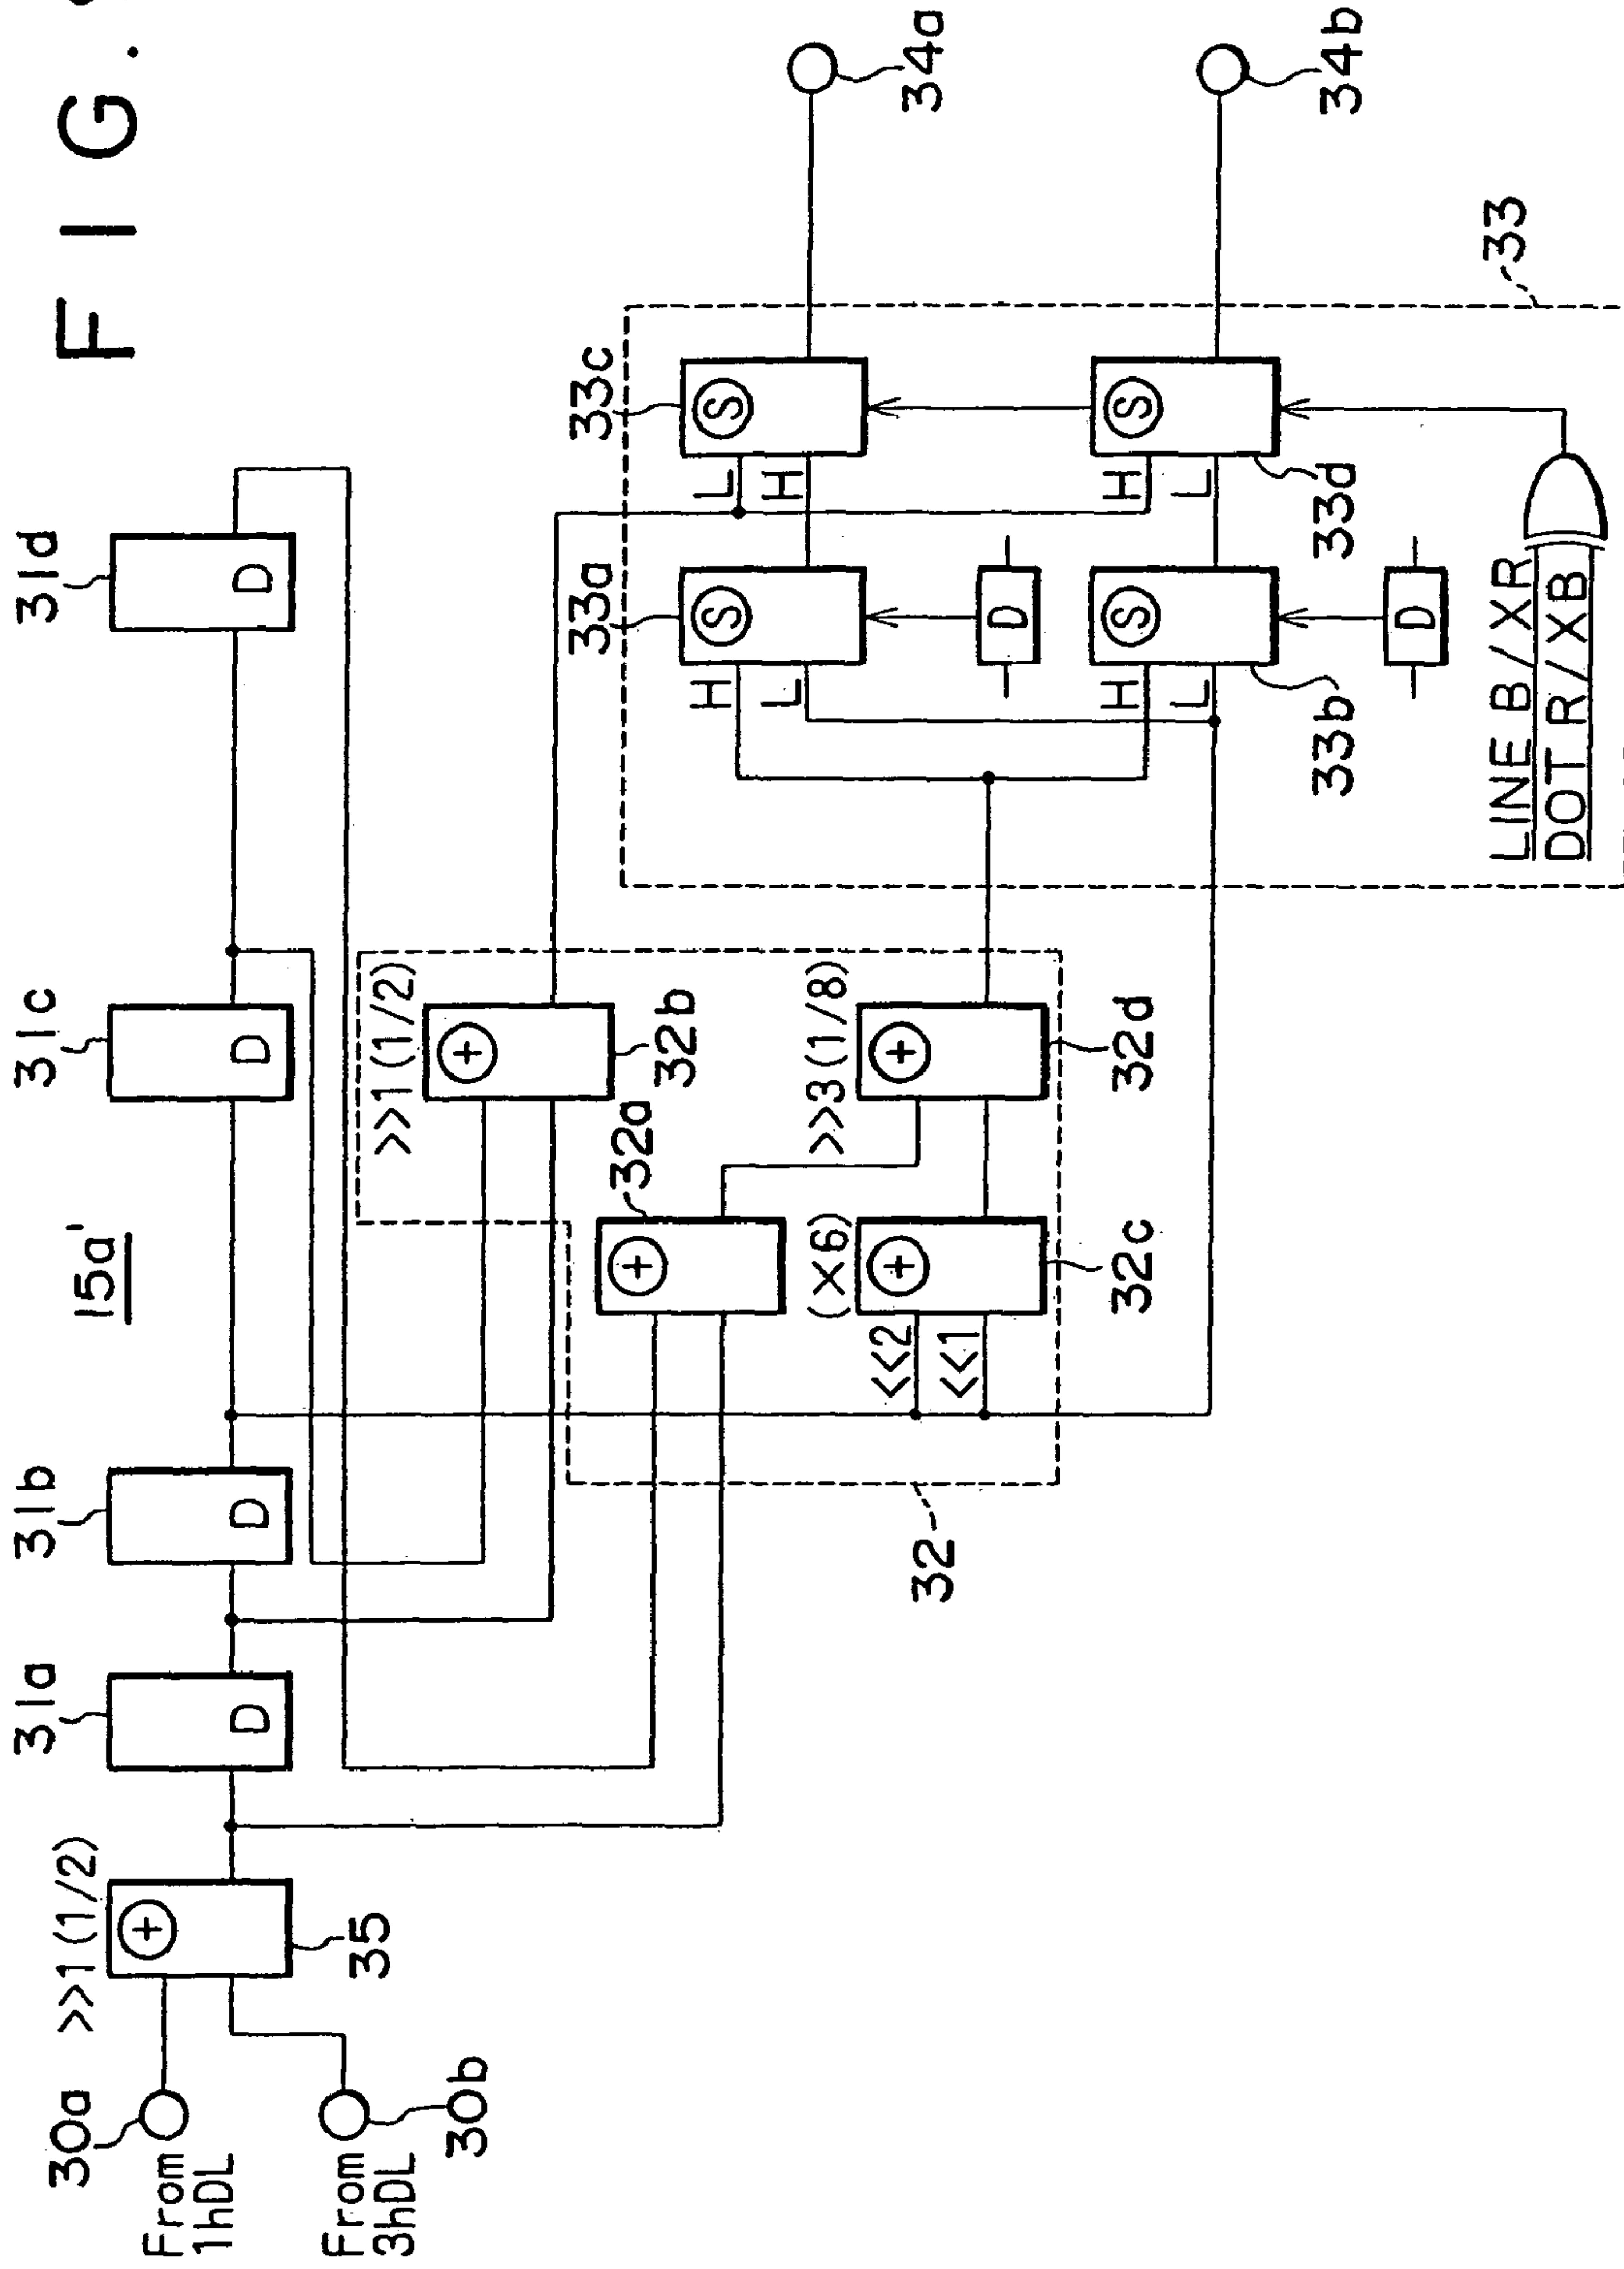 FIG.
15a'
30a
From
1hDL
30b
From
3hDL
>>1(1/2)
+
35
31a
D
31b
D
31c
D
31d
D
32
32a
+
>>1(1/2)
+
32b
<<2
<<1
(×6)
+
32c
>>3(1/8)
+
32d
33
33a
H
L
S
D
33b
H
L
S
D
33c
L
H
S
33d
H
L
S
LINE B/XR
DOT R/XB
34a
34b